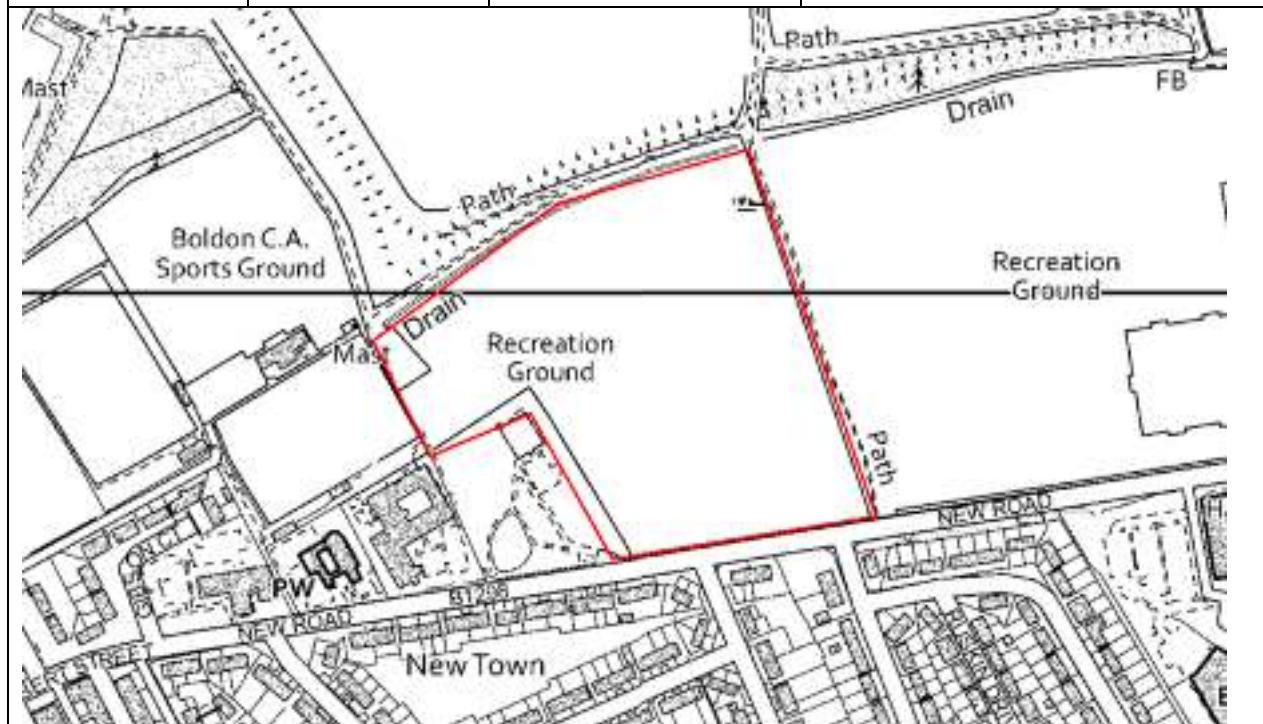 Path
Mast
FB
Drain
Path
Boldon C.A.
Sports Ground
Recreation
Ground
Drain
Mast
Recreation
Ground
Path
NEW ROAD
PW
B1298
NEW ROAD
STREET
New Town